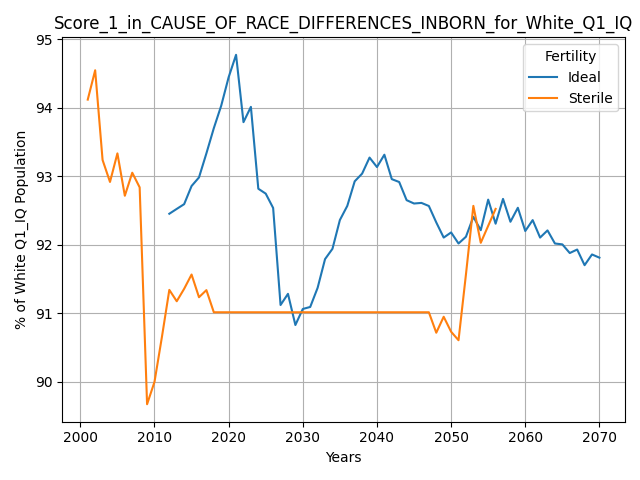 Score_1_in_CAUSE_OF_RACE_DIFFERENCES_INBORN_for_White_Q1_IQ
95
94
93
92
91
90
% of White Q1_IQ Population
Fertility
Ideal
Sterile
2000 2010 2020 2030 2040 2050 2060 2070
Years